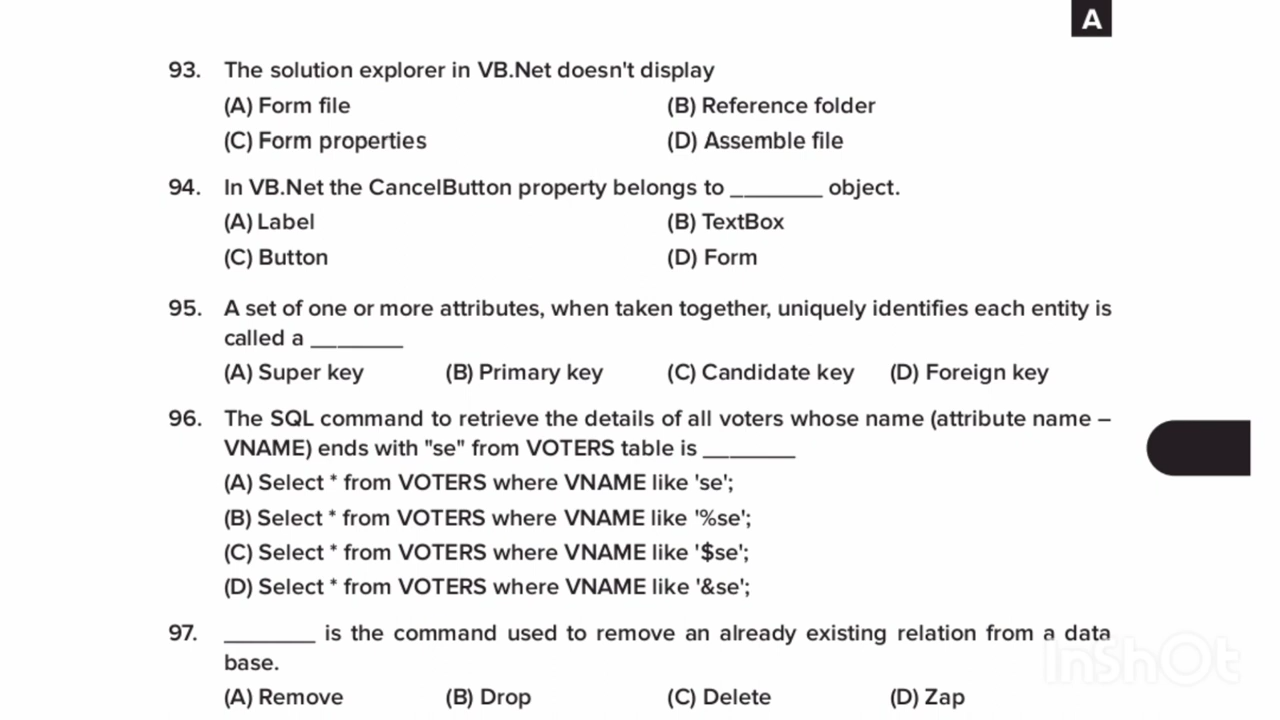 A
93. The solution explorer in VB.Net doesn't display
(A) Form file (B) Reference folder
(C) Form properties (D) Assemble file
94. In VB.Net the CancelButton property belongs to _______ object.
(A) Label (B) TextBox
(C) Button (D) Form
95. A set of one or more attributes, when taken together, uniquely identifies each entity is
called a _______
(A) Super key (B) Primary key (C) Candidate key (D) Foreign key
96. The SQL command to retrieve the details of all voters whose name (attribute name –
VNAME) ends with "se" from VOTERS table is _______
(A) Select * from VOTERS where VNAME like 'se';
(B) Select * from VOTERS where VNAME like '%se';
(C) Select * from VOTERS where VNAME like '$se';
(D) Select * from VOTERS where VNAME like '&se';
97. _______ is the command used to remove an already existing relation from a data
base.
(A) Remove (B) Drop (C) Delete (D) Zap
InShOt